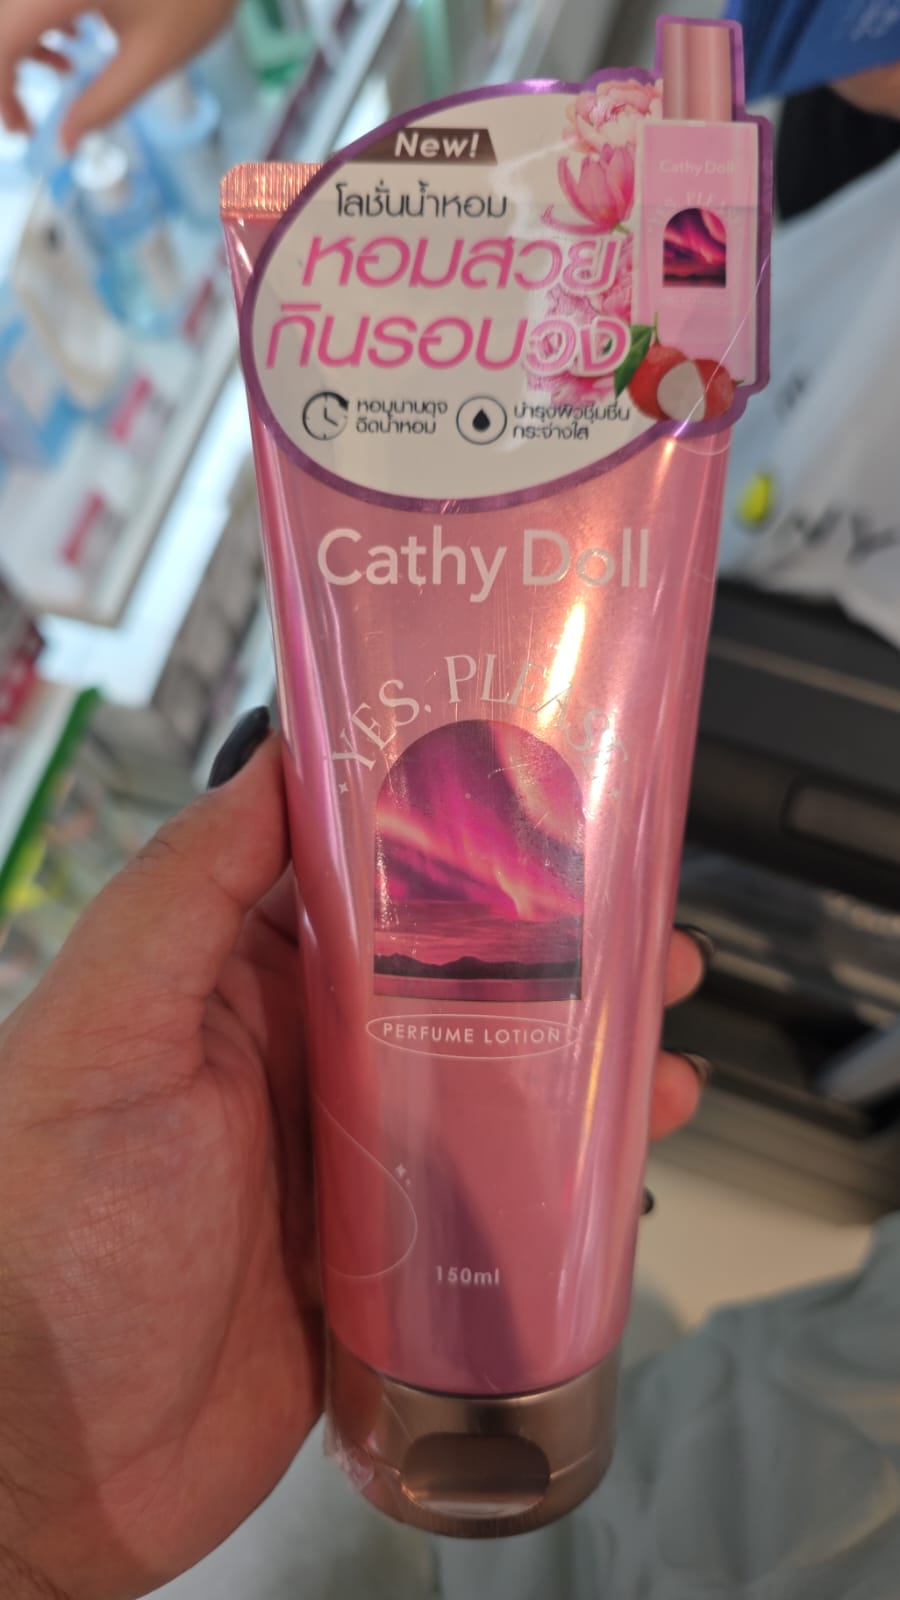 New!
โลชั่นน้ำหอม
หอมสวย
กินรอบวง
หอมนานดุจ
ฉีดน้ำหอม
บำรุงผิวชุ่มชื้น
กระจ่างใส
Cathy Doll
Cathy Doll
YES, PLEASE
PERFUME LOTION
150ml